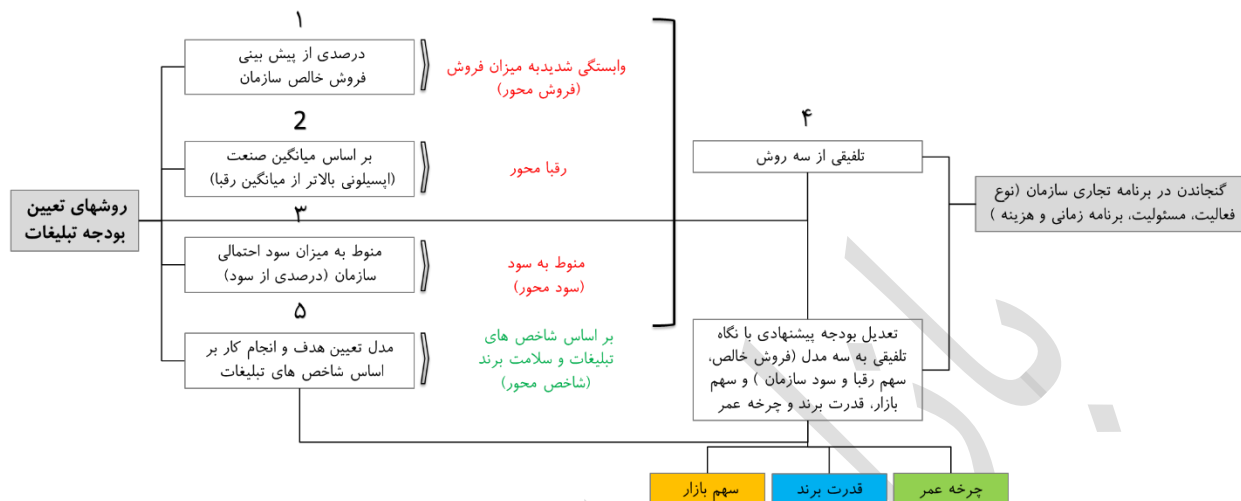 روشهای تعیین
بودجه تبلیغات
۱
درصدی از پیش بینی
فروش خالص سازمان
وابستگی شدیدبه میزان فروش
(فروش محور)
2
بر اساس میانگین صنعت
(اپسیلونی بالاتر از میانگین رقبا)
رقبا محور
۳
منوط به میزان سود احتمالی
سازمان (درصدی از سود)
منوط به سود
(سود محور)
۵
مدل تعیین هدف و انجام کار بر
اساس شاخص های تبلیغات
بر اساس شاخص های
تبلیغات و سلامت برند
(شاخص محور)
۴
تلفیقی از سه روش
گنجاندن در برنامه تجاری سازمان (نوع
فعالیت، مسئولیت، برنامه زمانی و هزینه )
تعدیل بودجه پیشنهادی با نگاه
تلفیقی به سه مدل (فروش خالص،
سهم رقبا و سود سازمان ) و سهم
بازار، قدرت برند و چرخه عمر
چرخه عمر
قدرت برند
سهم بازار